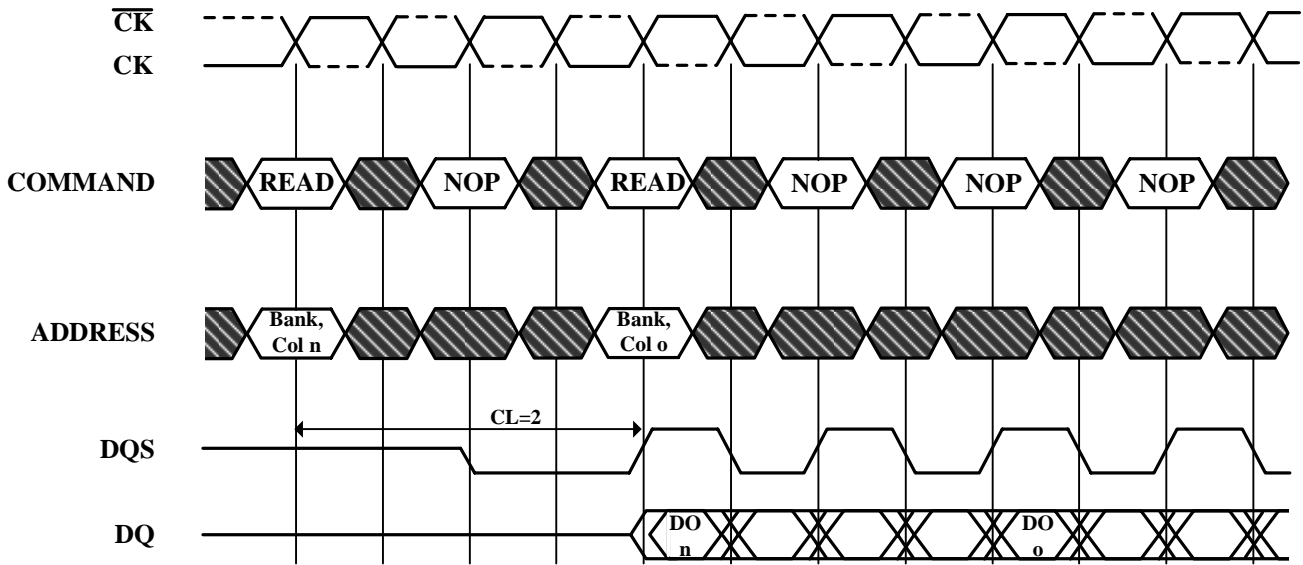 C̅K̅
CK
COMMAND
READ
NOP
READ
NOP
NOP
NOP
ADDRESS
Bank,
Col n
Bank,
Col o
CL=2
DQS
DQ
DO
n
DO
o